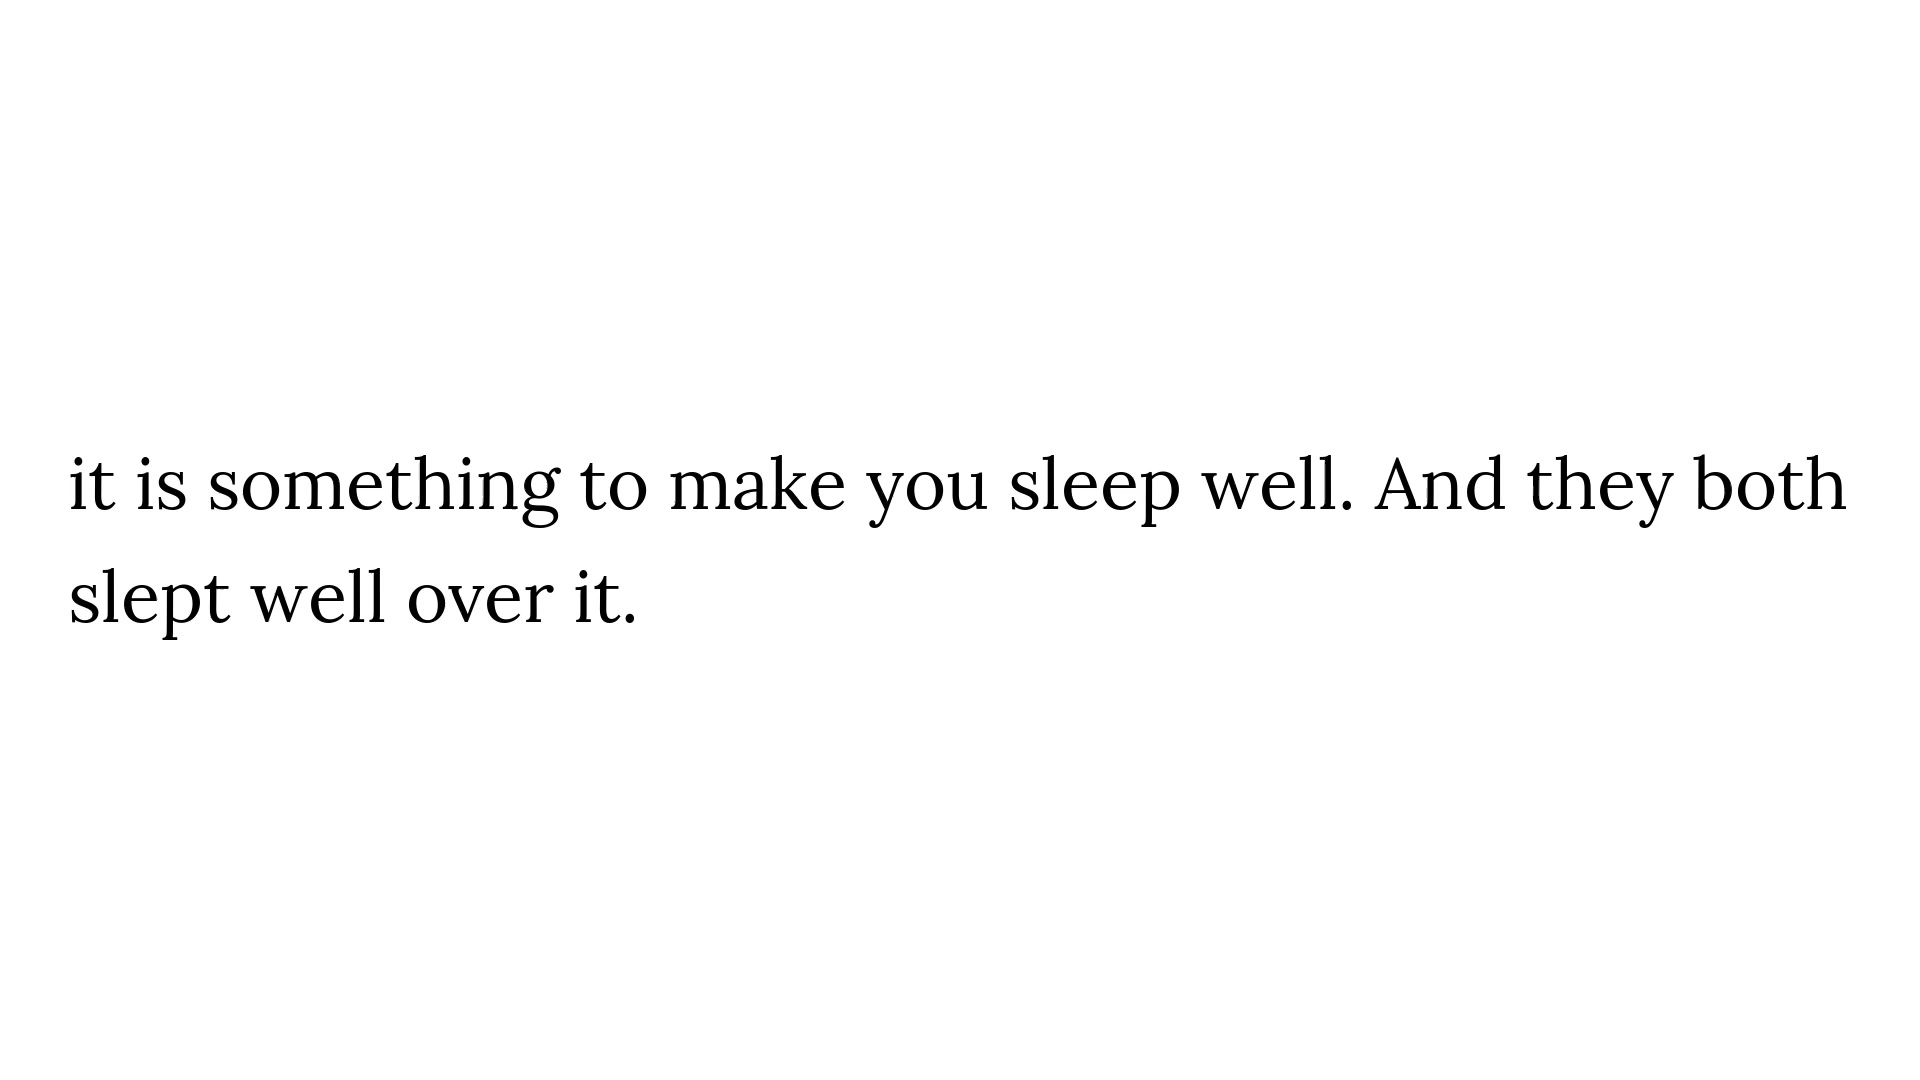 it is something to make you sleep well. And they both
slept well over it.